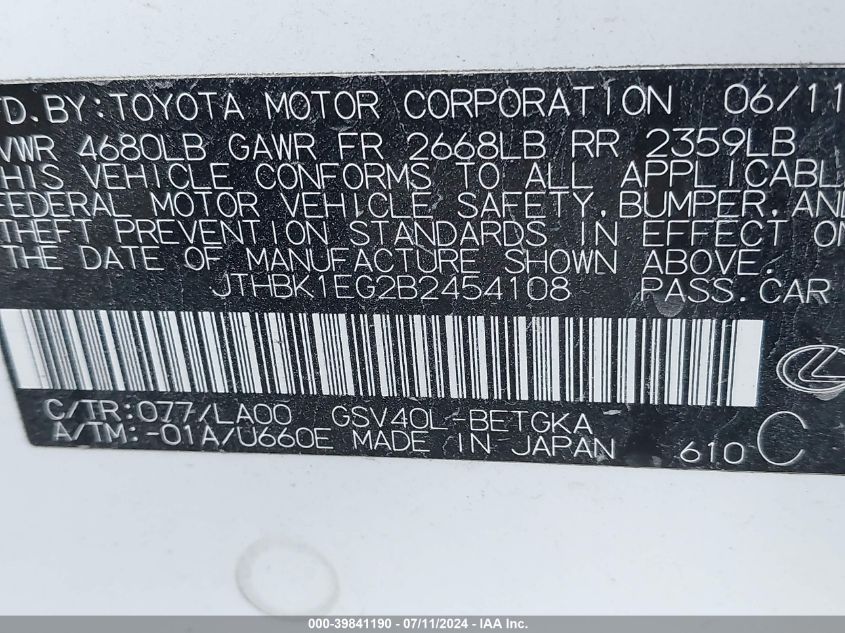 FD.BY:TOYOTA MOTOR CORPORATION 06/11
VWR 4680LB GAWR FR 2668LB RR 2359LB
HIS VEHICLE CONFORMS TO ALL APPLICABL
EDERAL MOTOR VEHICLE SAFETY,BUMPER,AND
THEFT PREVENTION STANDARDS IN EFFECT ON
THE DATE OF MANUFACTURE SHOWN ABOVE.
JTHBK1EG2B2454108 PASS.CAR
C/TR:077/LA00 GSV40L-BETGKA
A/TM:-01A/U660E MADE IN JAPAN 610 C
000-39841190 - 07/11/2024 - © IAA, Inc.